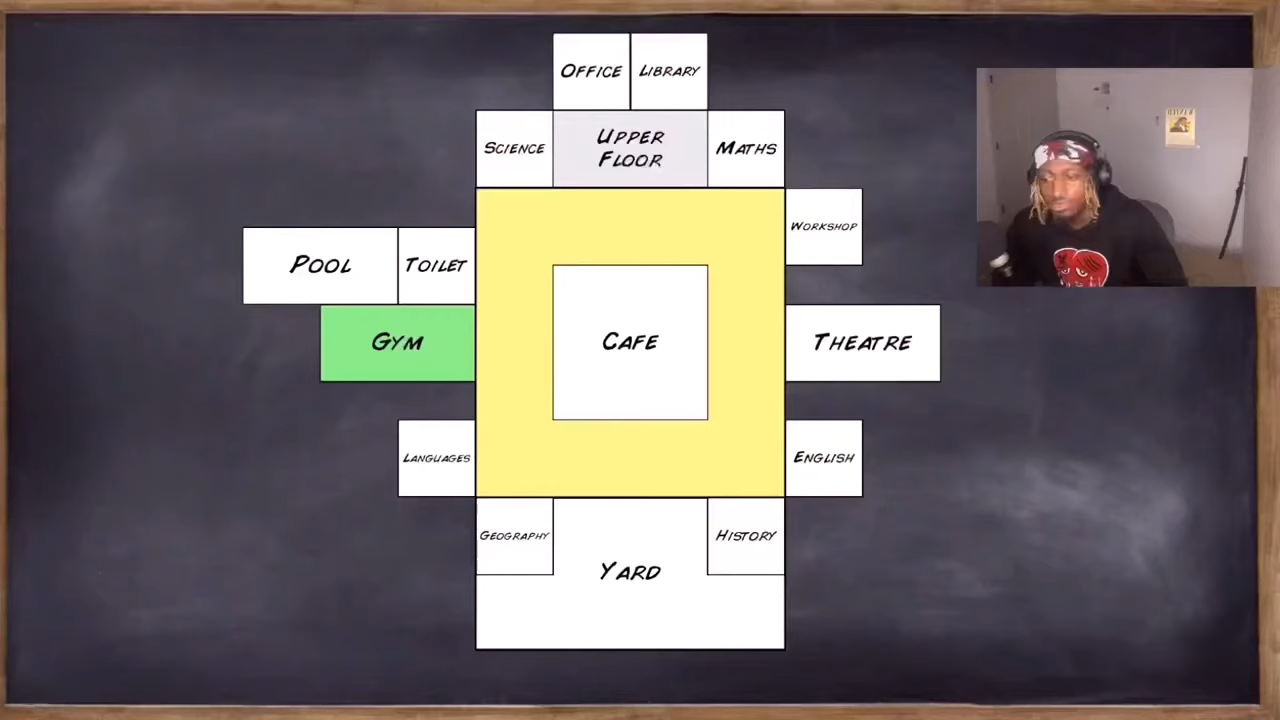 OFFICE
LIBRARY
SCIENCE
UPPER
FLOOR
MATHS
WORKSHOP
POOL
TOILET
GYM
CAFE
THEATRE
LANGUAGES
ENGLISH
GEOGRAPHY
HISTORY
YARD